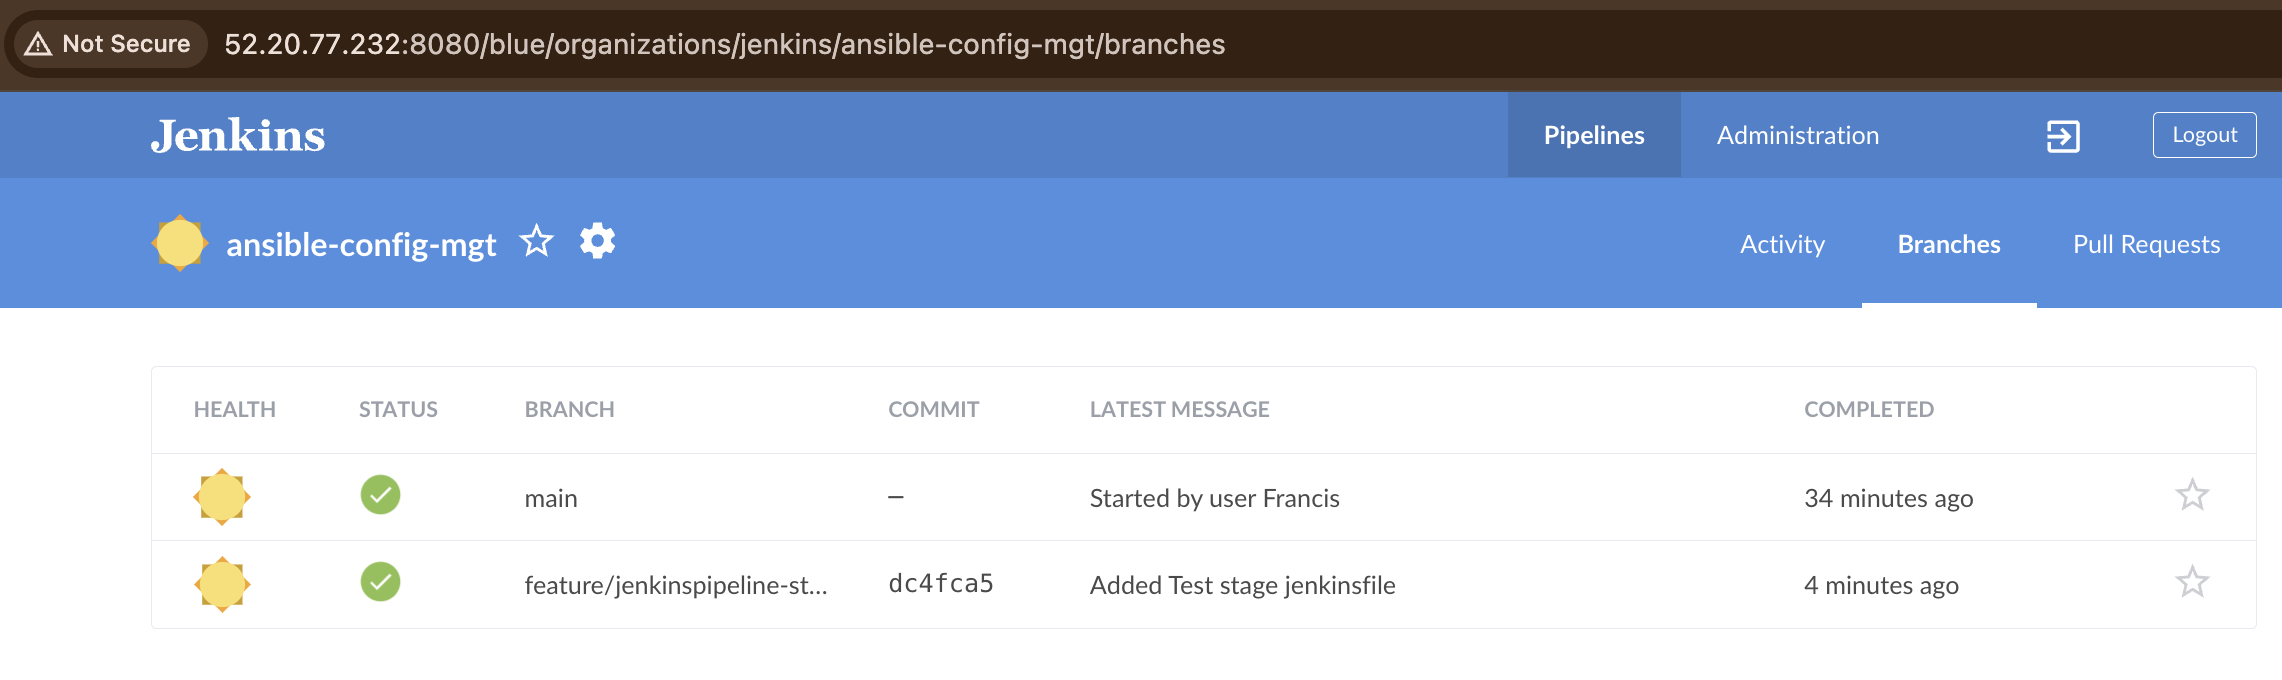 Not Secure 52.20.77.232:8080/blue/organizations/jenkins/ansible-config-mgt/branches
Jenkins Pipelines Administration Logout
ansible-config-mgt Activity Branches Pull Requests
HEALTH STATUS BRANCH COMMIT LATEST MESSAGE COMPLETED
main – Started by user Francis 34 minutes ago
feature/jenkinspipeline-st... dc4fca5 Added Test stage jenkinsfile 4 minutes ago